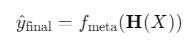 ŷ_final = f_meta(𝐇(X))